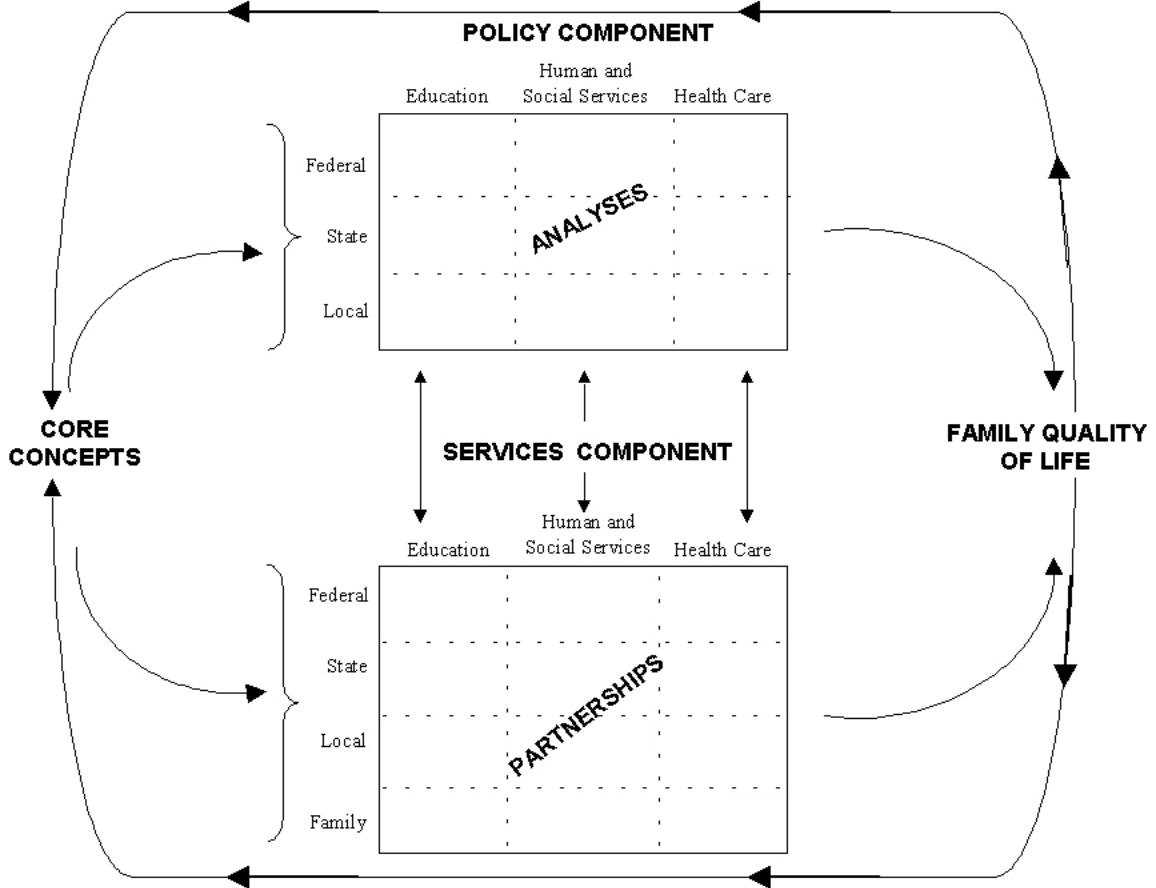 POLICY COMPONENT
Human and
Education Social Services Health Care
Federal
State
Local
ANALYSES
CORE
CONCEPTS
SERVICES COMPONENT
FAMILY QUALITY
OF LIFE
Human and
Education Social Services Health Care
Federal
State
Local
Family
PARTNERSHIPS